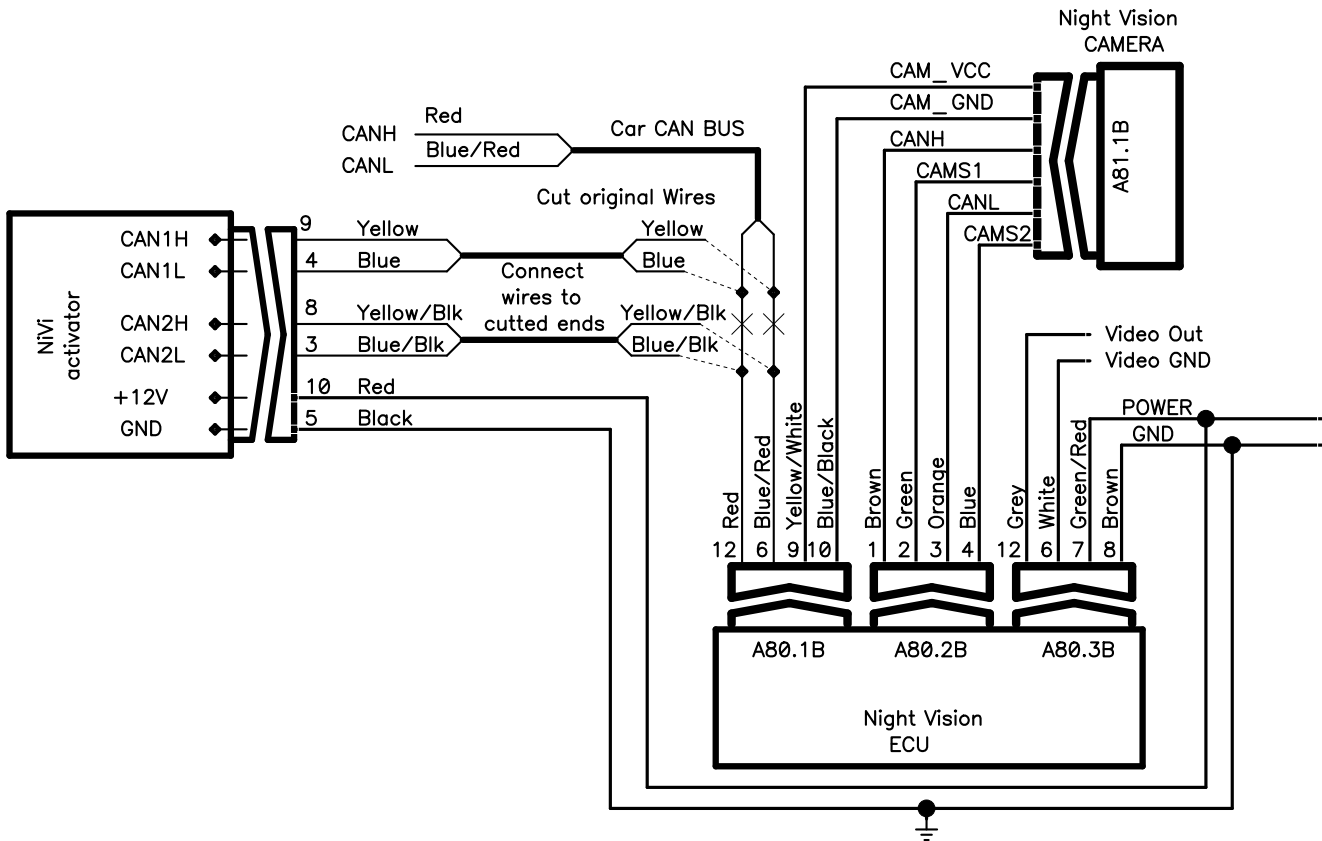 Night Vision
CAMERA
CAM_VCC
CAM_GND
CANH
CAMS1
CANL
CAMS2
A81.1B
CANH
Red
CANL
Blue/Red
Car CAN BUS
Cut original Wires
NiVi
activator
CAN1H
9
Yellow
Yellow
CAN1L
4
Blue
Blue
Connect
wires to
cutted ends
CAN2H
8
Yellow/Blk
Yellow/Blk
CAN2L
3
Blue/Blk
Blue/Blk
+12V
10
Red
GND
5
Black
Video Out
Video GND
POWER
GND
Red
Blue/Red
Yellow/White
Blue/Black
Brown
Green
Orange
Blue
Grey
White
Green/Red
Brown
12
6
9
10
1
2
3
4
12
6
7
8
A80.1B
A80.2B
A80.3B
Night Vision
ECU